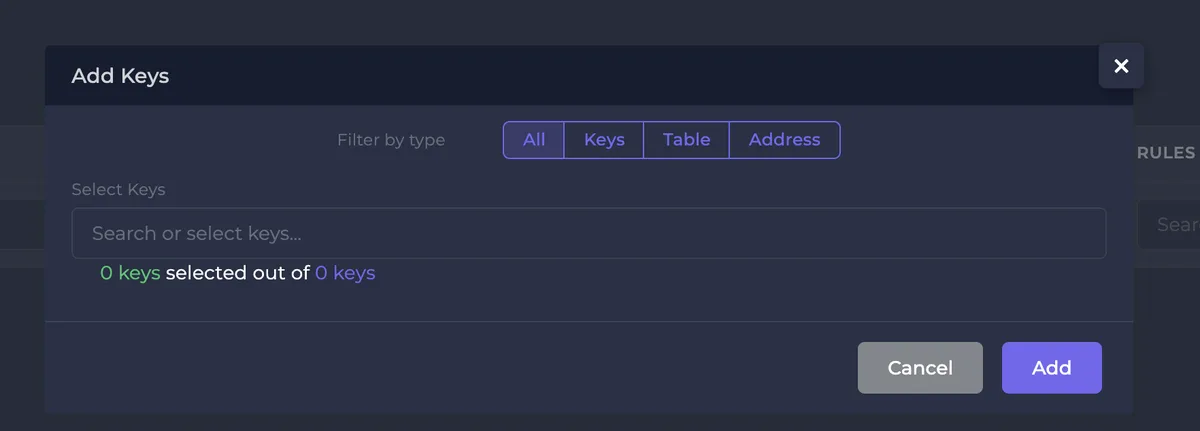 Add Keys
Filter by type
All Keys Table Address
RULES
Select Keys
Search or select keys...
0 keys selected out of 0 keys
Cancel Add